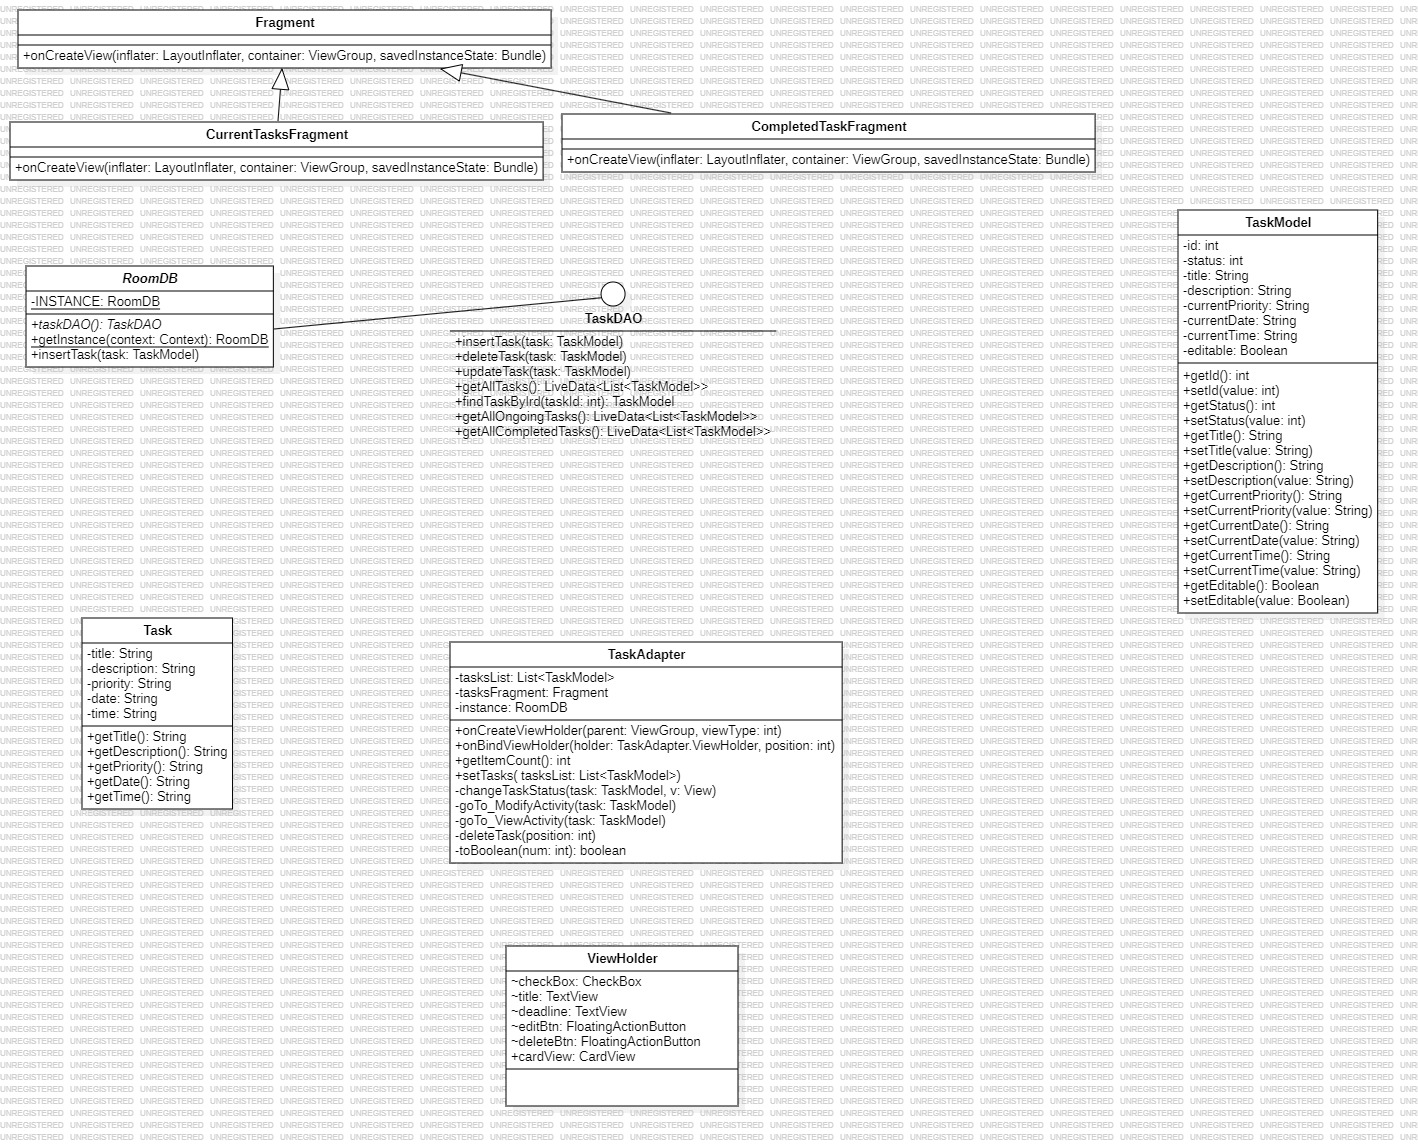 Fragment
+onCreateView(inflater: LayoutInflater, container: ViewGroup, savedInstanceState: Bundle)
CurrentTasksFragment
+onCreateView(inflater: LayoutInflater, container: ViewGroup, savedInstanceState: Bundle)
CompletedTaskFragment
+onCreateView(inflater: LayoutInflater, container: ViewGroup, savedInstanceState: Bundle)
RoomDB
-INSTANCE: RoomDB
+taskDAO(): TaskDAO
+getInstance(context: Context): RoomDB
+insertTask(task: TaskModel)
TaskDAO
+insertTask(task: TaskModel)
+deleteTask(task: TaskModel)
+updateTask(task: TaskModel)
+getAllTasks(): LiveData<List<TaskModel>>
+findTaskByIrd(taskId: int): TaskModel
+getAllOngoingTasks(): LiveData<List<TaskModel>>
+getAllCompletedTasks(): LiveData<List<TaskModel>>
TaskModel
-id: int
-status: int
-title: String
-description: String
-currentPriority: String
-currentDate: String
-currentTime: String
-editable: Boolean
+getId(): int
+setId(value: int)
+getStatus(): int
+setStatus(value: int)
+getTitle(): String
+setTitle(value: String)
+getDescription(): String
+setDescription(value: String)
+getCurrentPriority(): String
+setCurrentPriority(value: String)
+getCurrentDate(): String
+setCurrentDate(value: String)
+getCurrentTime(): String
+setCurrentTime(value: String)
+getEditable(): Boolean
+setEditable(value: Boolean)
Task
-title: String
-description: String
-priority: String
-date: String
-time: String
+getTitle(): String
+getDescription(): String
+getPriority(): String
+getDate(): String
+getTime(): String
TaskAdapter
-tasksList: List<TaskModel>
-tasksFragment: Fragment
-instance: RoomDB
+onCreateViewHolder(parent: ViewGroup, viewType: int)
+onBindViewHolder(holder: TaskAdapter.ViewHolder, position: int)
+getItemCount(): int
+setTasks( tasksList: List<TaskModel>)
-changeTaskStatus(task: TaskModel, v: View)
-goTo_ModifyActivity(task: TaskModel)
-goTo_ViewActivity(task: TaskModel)
-deleteTask(position: int)
-toBoolean(num: int): boolean
ViewHolder
~checkBox: CheckBox
~title: TextView
~deadline: TextView
~editBtn: FloatingActionButton
~deleteBtn: FloatingActionButton
+cardView: CardView
UNREGISTERED